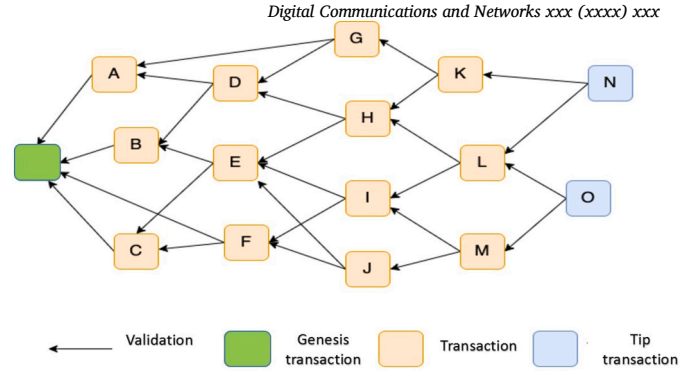 Digital Communications and Networks xxx (xxxx) xxx
G
A
D
K
N
H
B
E
L
I
O
C
F
J
M
Validation
Genesis
transaction
Transaction
Tip
transaction